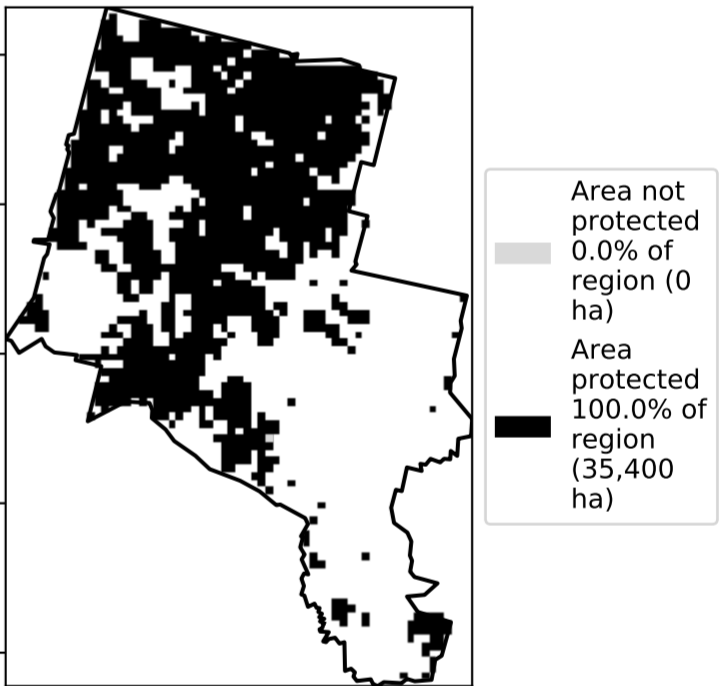 Area not
protected
0.0% of
region (0
ha)
Area
protected
100.0% of
region
(35,400
ha)